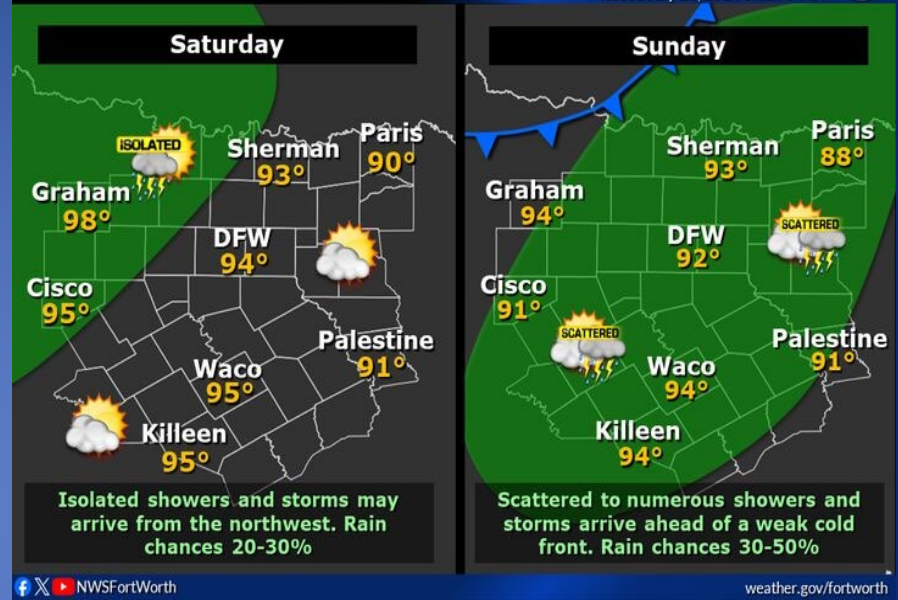 Saturday
ISOLATED
Sherman
93°
Paris
90°
Graham
98°
DFW
94°
Cisco
95°
Palestine
91°
Waco
95°
Killeen
95°
Isolated showers and storms may
arrive from the northwest. Rain
chances 20-30%
Sunday
Sherman
93°
Paris
88°
Graham
94°
SCATTERED
DFW
92°
Cisco
91°
SCATTERED
Palestine
91°
Waco
94°
Killeen
94°
Scattered to numerous showers and
storms arrive ahead of a weak cold
front. Rain chances 30-50%
NWSFortWorth
weather.gov/fortworth